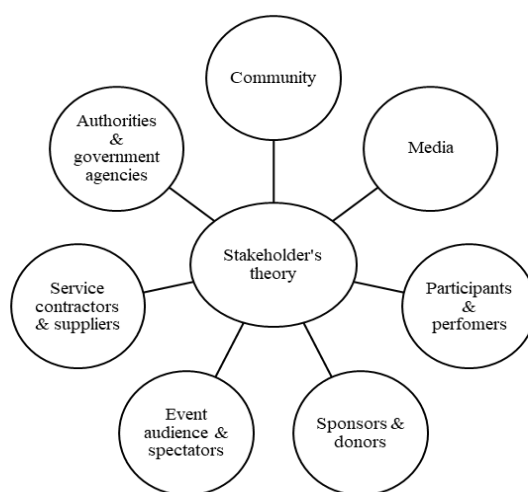 Community
Authorities
&
government
agencies
Media
Stakeholder's
theory
Service
contractors
& suppliers
Participants
&
perfomers
Event
audience &
spectators
Sponsors &
donors